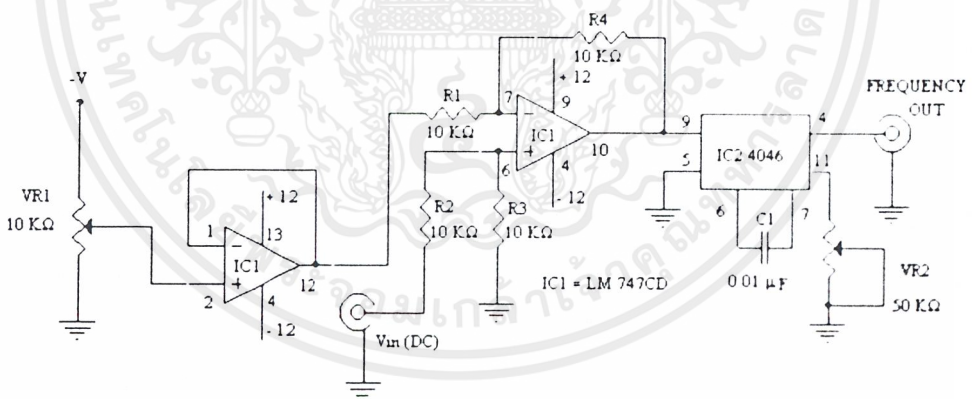 -V
VR1
10 KΩ
1
2
+ 12
13
IC1
12
4
- 12
R1
10 KΩ
R2
10 KΩ
R3
10 KΩ
R4
10 KΩ
7
6
+ 12
9
IC1
10
4
- 12
Vin (DC)
IC1 = LM 747CD
9
5
IC2 4046
4
11
6
C1
7
0.01 μF
VR2
50 KΩ
FREQUENCY
OUT